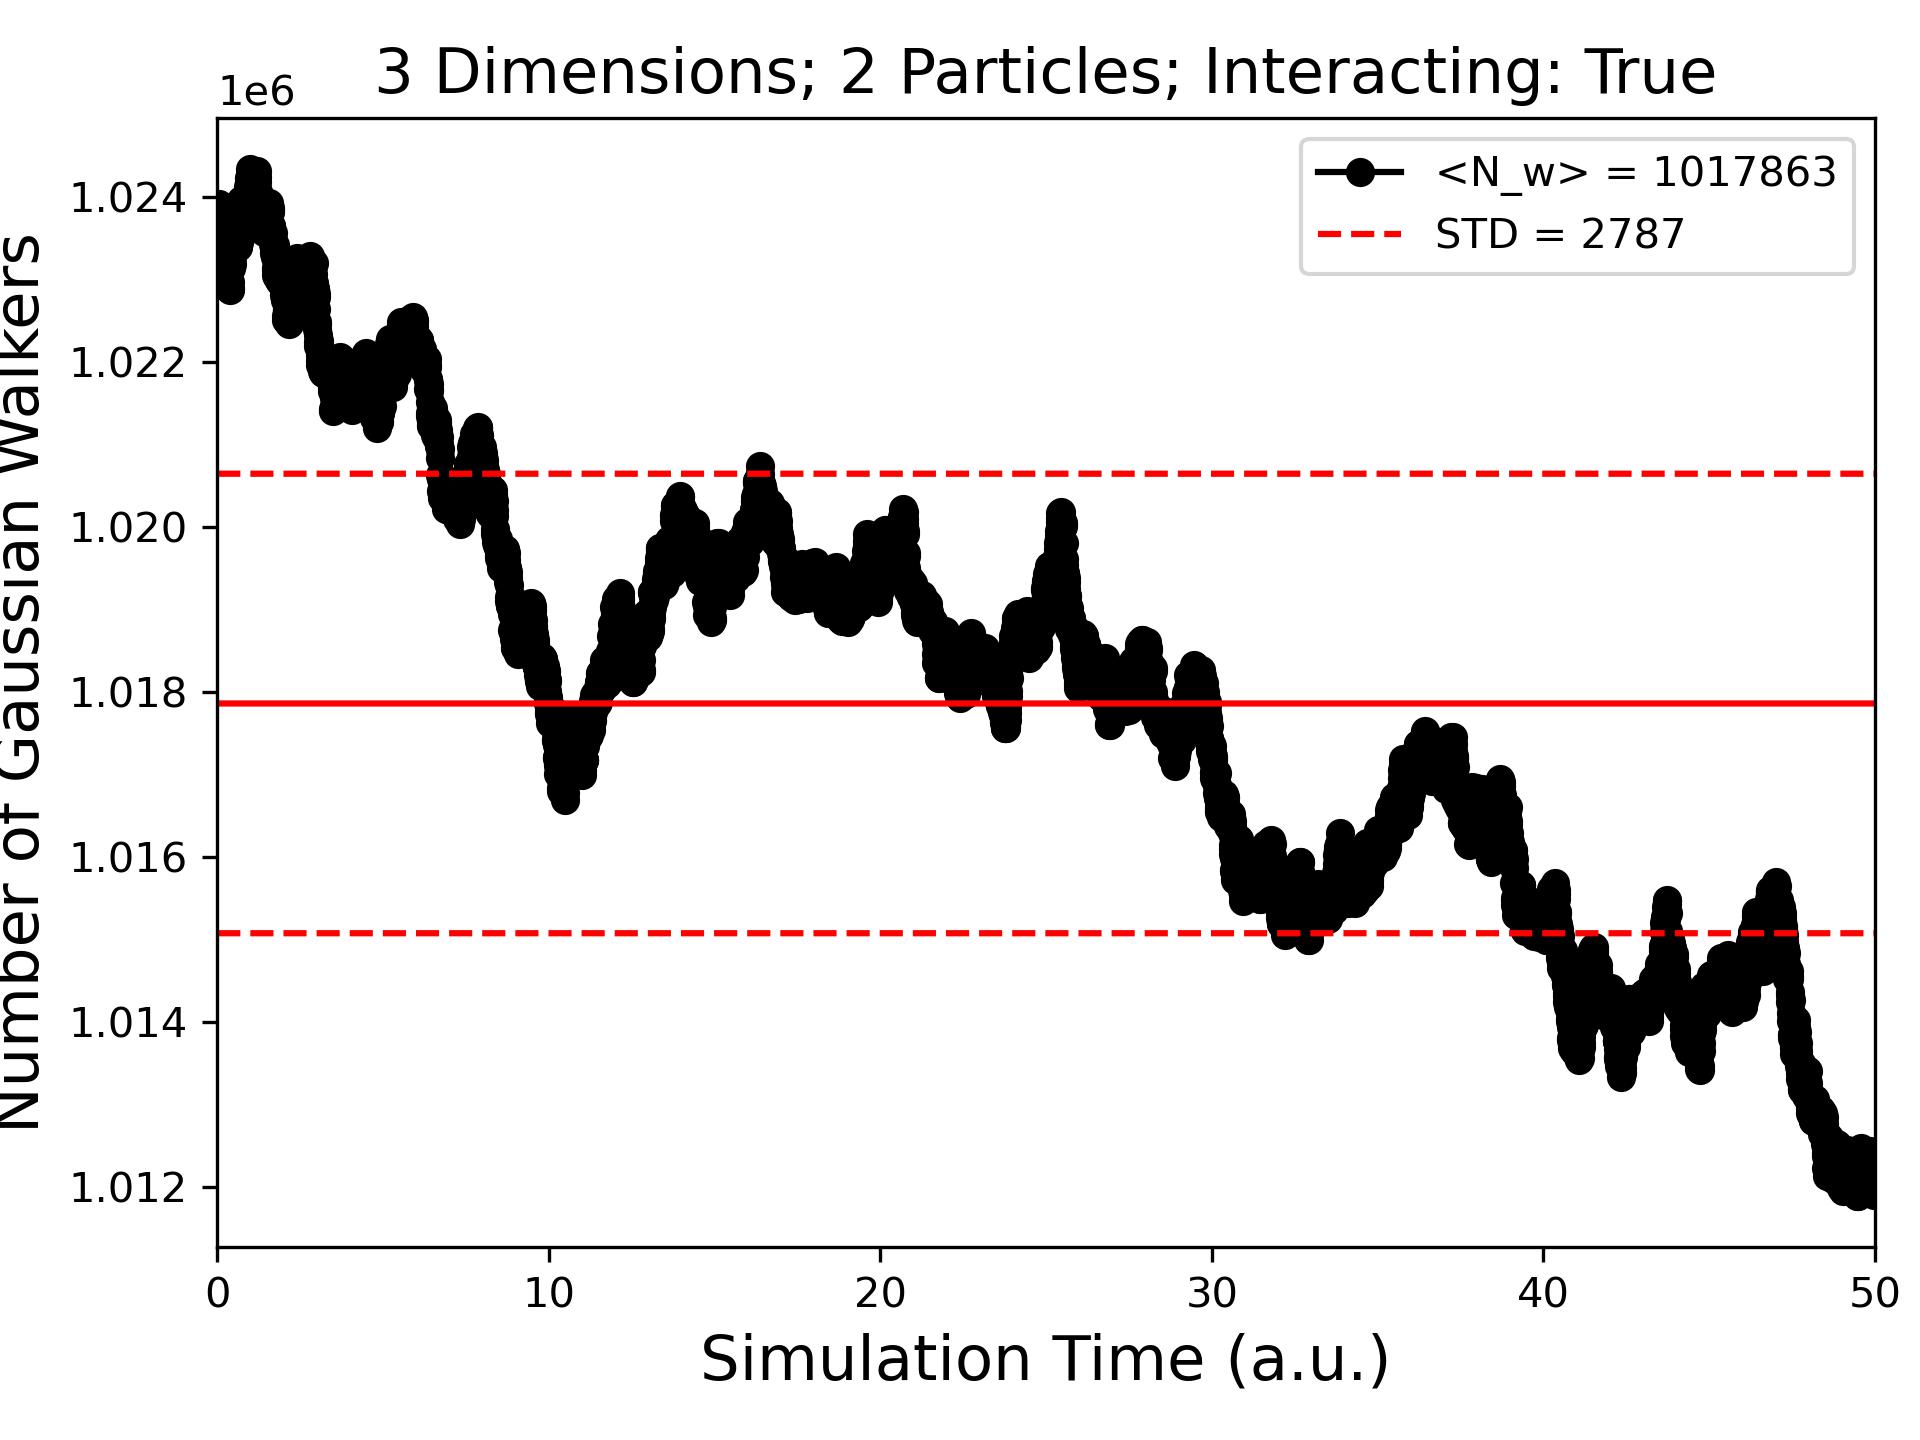 3 Dimensions; 2 Particles; Interacting: True
1e6
<N_w> = 1017863
STD = 2787
Number of Gaussian Walkers
1.024
1.022
1.020
1.018
1.016
1.014
1.012
0 10 20 30 40 50
Simulation Time (a.u.)